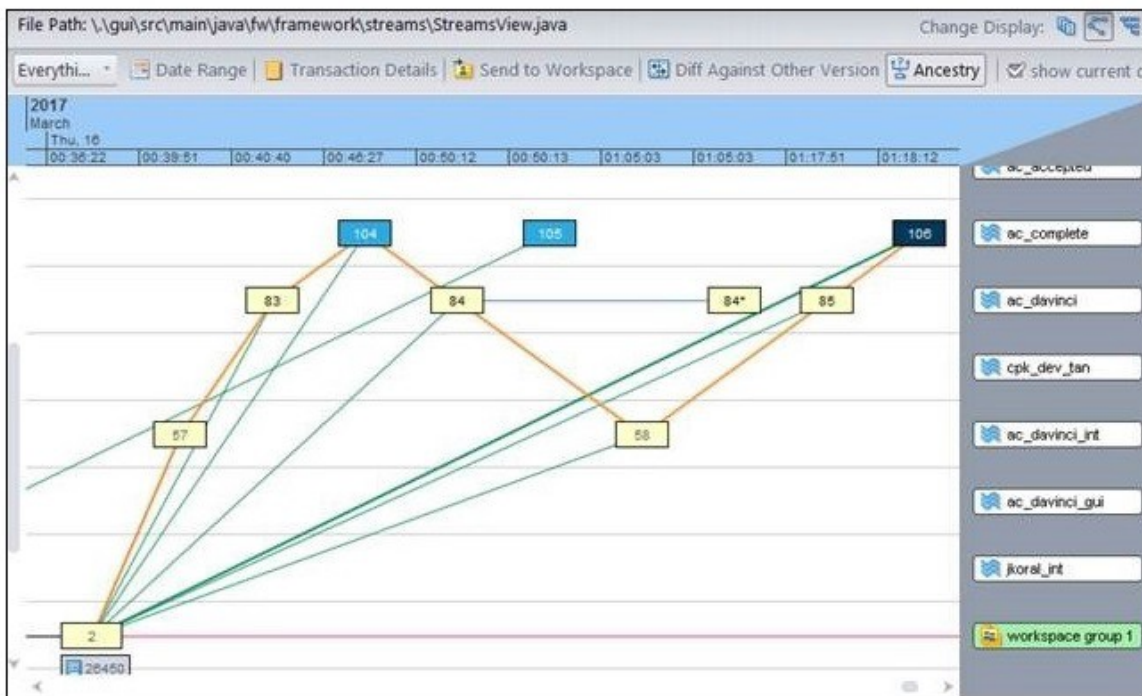 File Path: \.\gui\src\main\java\fw\framework\streams\StreamsView.java
Change Display:
Everythi...
Date Range
Transaction Details
Send to Workspace
Diff Against Other Version
Ancestry
show current
2017
March
Thu, 16
00:36:22 00:39:51 00:40:40 00:46:27 00:50:12 00:50:13 01:05:03 01:05:03 01:17:51 01:18:12
ac_accepted
104 105 106
ac_complete
83 84 84* 85
ac_davinci
cpk_dev_tan
57 58
ac_davinci_int
ac_davinci_gui
jkoral_int
2
workspace group 1
26450